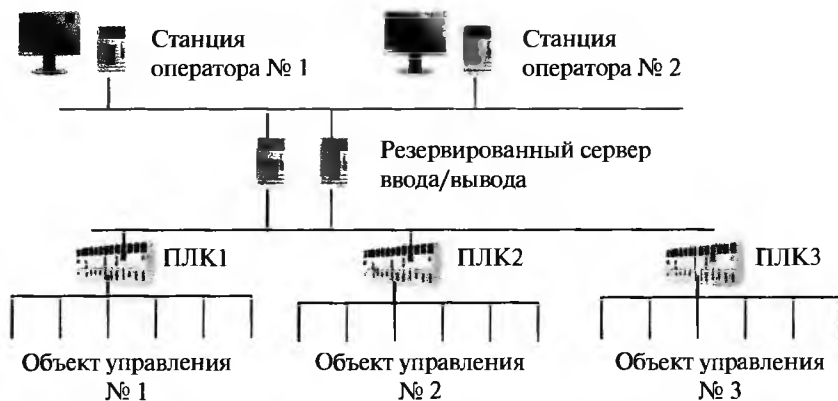 Станция
оператора № 1
Станция
оператора № 2
Резервированный сервер
ввода/вывода
ПЛК1
ПЛК2
ПЛК3
Объект управления
№ 1
Объект управления
№ 2
Объект управления
№ 3